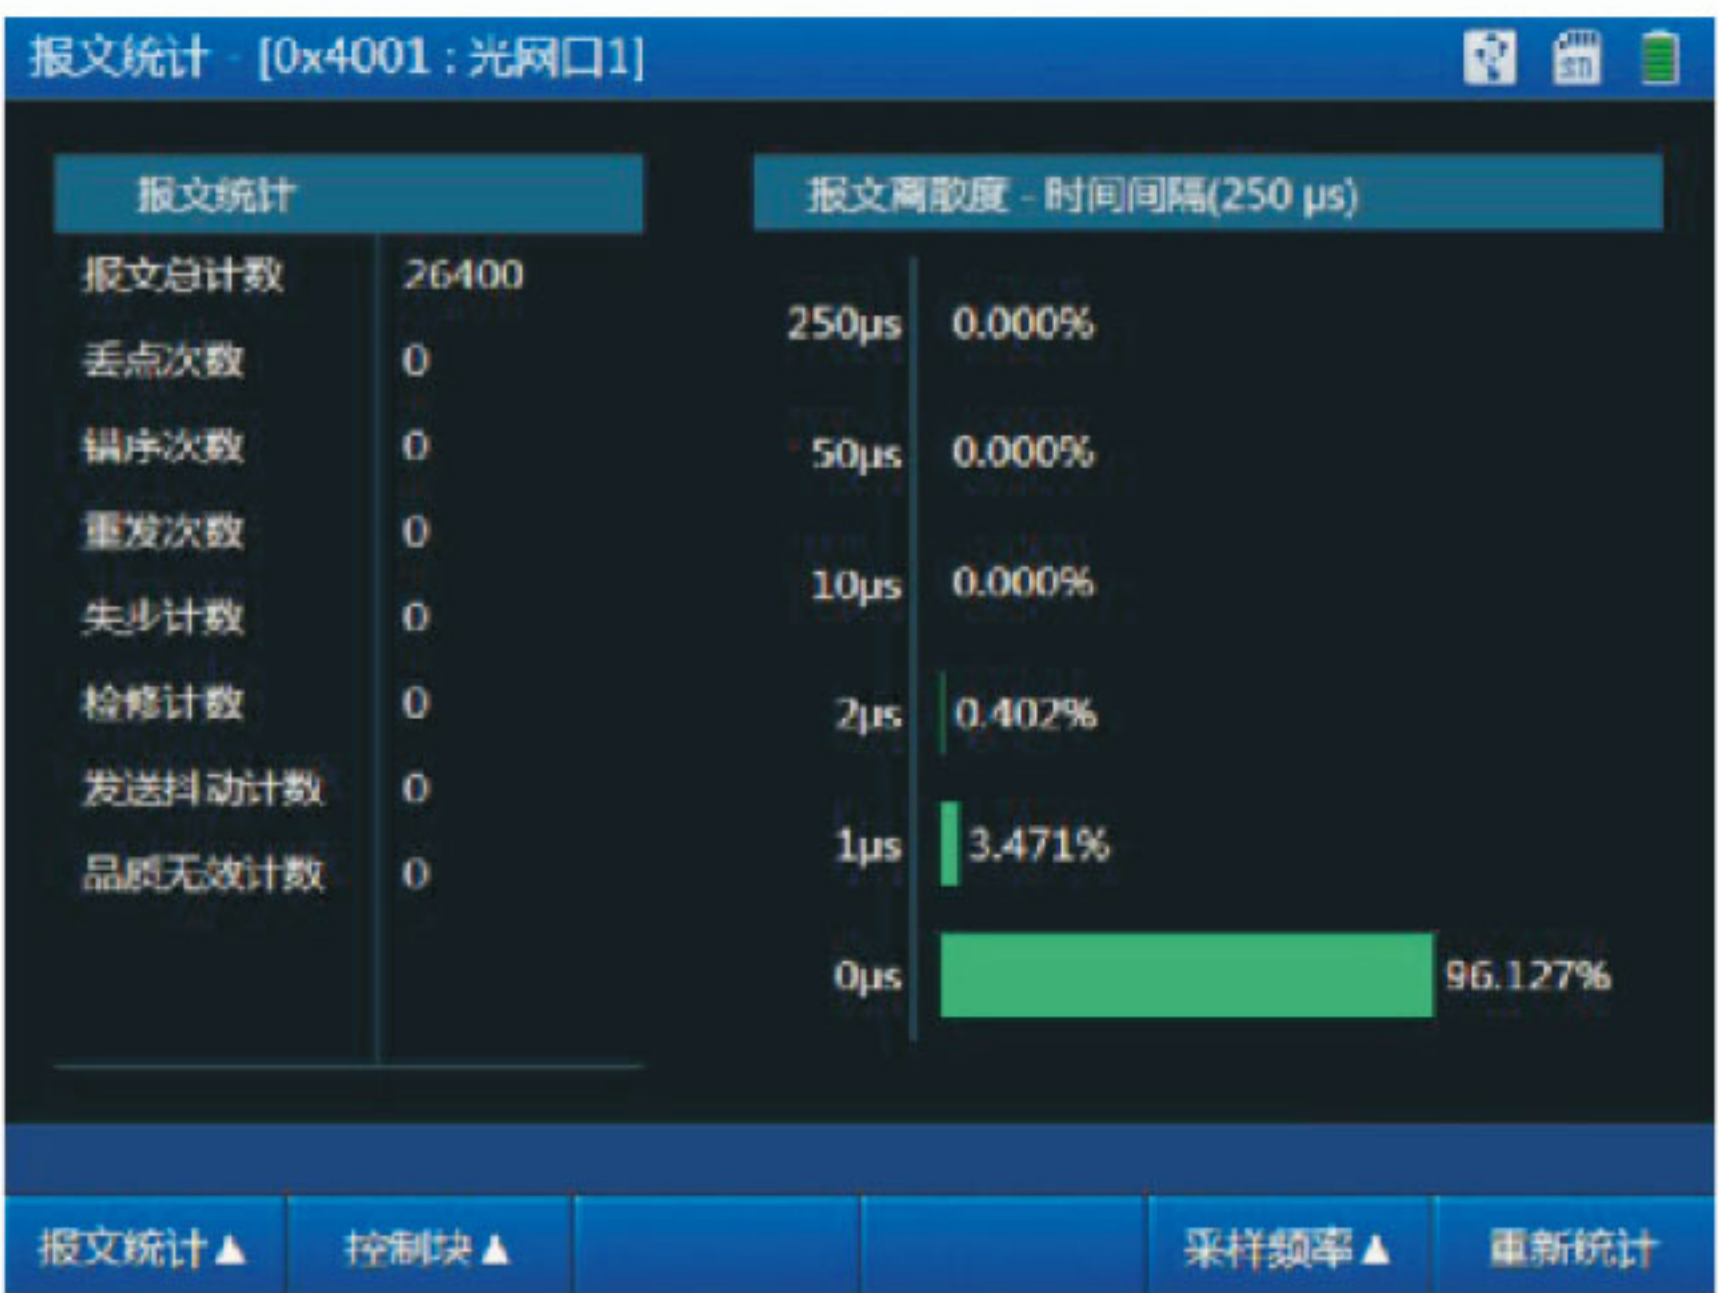 报文统计 - [0x4001 : 光网口1]
报文统计
报文总计数 26400
丢点次数 0
错序次数 0
重发次数 0
失步计数 0
检修计数 0
发送抖动计数 0
品质无效计数 0
报文离散度 - 时间间隔(250 μs)
250μs 0.000%
50μs 0.000%
10μs 0.000%
2μs 0.402%
1μs 3.471%
0μs 96.127%
报文统计▲ 控制块▲ 采样频率▲ 重新统计